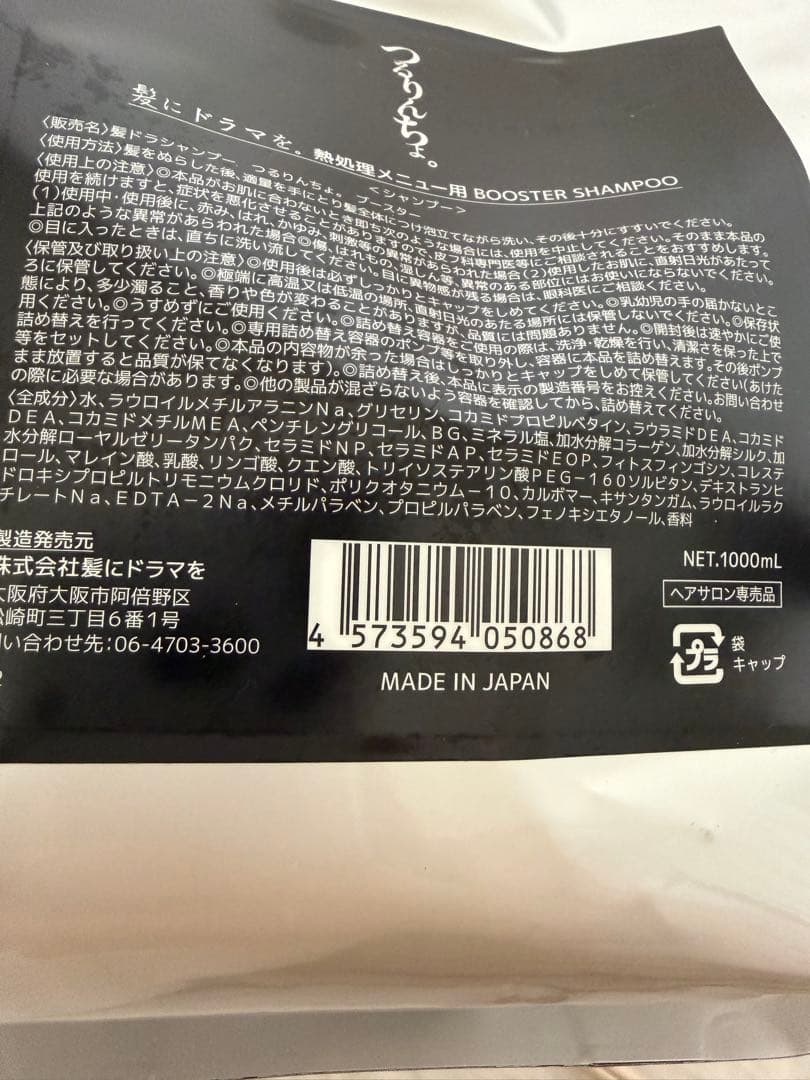 つるりんちょ。
髪にドラマを。熱処理メニュー用 BOOSTER SHAMPOO
＜シャンプー＞
〈販売名〉髪ドラシャンプー つるりんちょ。 ブースター
〈使用方法〉髪をぬらした後、適量を手にとり髪全体につけ泡立てながら洗い、その後十分にすすいでください。
〈使用上の注意〉◎本品がお肌に合わないとき即ち次のような場合には、使用を中止してください。そのまま本品の
使用を続けますと、症状を悪化させることがありますので、皮フ科専門医等にご相談されることをおすすめします。
(1)使用中・使用後に、赤み、はれ、かゆみ、刺激等の異常があらわれた場合(2)使用したお肌に、直射日光があたって
上記のような異常があらわれた場合◎傷、はれもの、湿しん等、異常のある部位にはお使いにならないでください。
◎目に入ったときは、直ちに洗い流してください。目に異物感が残る場合は、眼科医にご相談ください。
〈保管及び取り扱い上の注意〉◎使用後は必ずしっかりとキャップをしめてください。◎乳幼児の手の届かないとこ
ろに保管してください。◎極端に高温又は低温の場所、直射日光のあたる場所には保管しないでください。◎保存状
態により、多少濁ること、香りや色が変わることがありますが、品質には問題ありません。◎開封後は速やかにご使
用ください。◎うすめずにご使用ください。◎詰め替え容器をご使用の際は、洗浄・乾燥を行い、清潔さを保った上で
詰め替えを行ってください。◎専用詰め替え容器のポンプ等を取り外し、容器に本品を詰め替えます。その後ポンプ
等をセットしてください。◎本品の内容物が余った場合はしっかりとキャップをしめて保管してください(あけた
まま放置すると品質が保てなくなります)。◎詰め替え後、本品に表示の製造番号をお控えください。お問い合わせ
の際に必要な場合があります。◎他の製品が混ざらないよう容器を確認してから、詰め替えてください。
〈全成分〉水、ラウロイルメチルアラニンNa、グリセリン、コカミドプロピルベタイン、ラウラミドDEA、コカミド
DEA、コカミドメチルMEA、ペンチレングリコール、BG、ミネラル塩、加水分解コラーゲン、加水分解シルク、加
水分解ローヤルゼリータンパク、セラミドNP、セラミドAP、セラミドEOP、フィトスフィンゴシン、コレステ
ロール、マレイン酸、乳酸、リンゴ酸、クエン酸、トリイソステアリン酸PEG-160ソルビタン、デキストランヒ
ドロキシプロピルトリモニウムクロリド、ポリクオタニウム-10、カルボマー、キサンタンガム、ラウロイルラク
チレートNa、EDTA-2Na、メチルパラベン、プロピルパラベン、フェノキシエタノール、香料
製造発売元
株式会社髪にドラマを
大阪府大阪市阿倍野区
松崎町三丁目6番1号
問い合わせ先:06-4703-3600
4 573594 050868
MADE IN JAPAN
NET.1000mL
ヘアサロン専売品
プラ
袋
キャップ